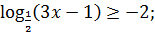 log_{1/2}(3x − 1) ≥ −2;